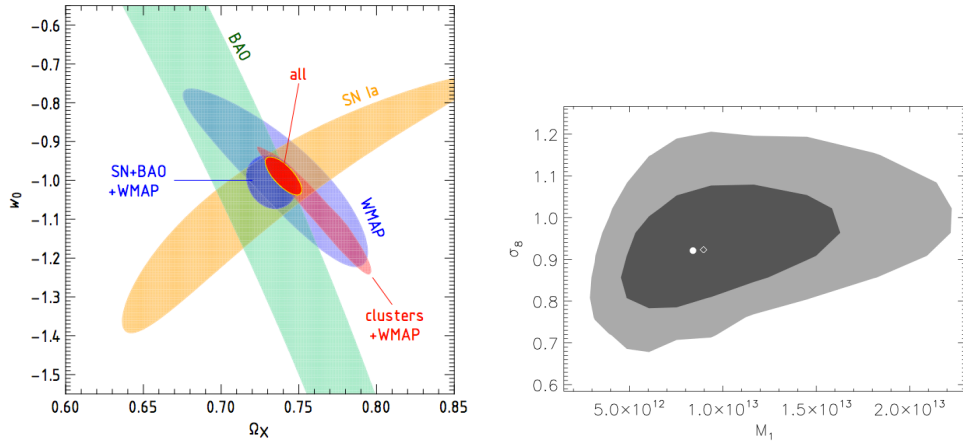 -0.6
-0.7
-0.8
-0.9
-1.0
-1.1
-1.2
-1.3
-1.4
-1.5
w0
BAO
all
SN Ia
SN+BAO
+WMAP
WMAP
clusters
+WMAP
0.60
0.65
0.70
0.75
0.80
0.85
ΩX
1.2
1.0
0.9
0.8
0.7
0.6
1.1
σ8
5.0×10^12
1.0×10^13
1.5×10^13
2.0×10^13
M1